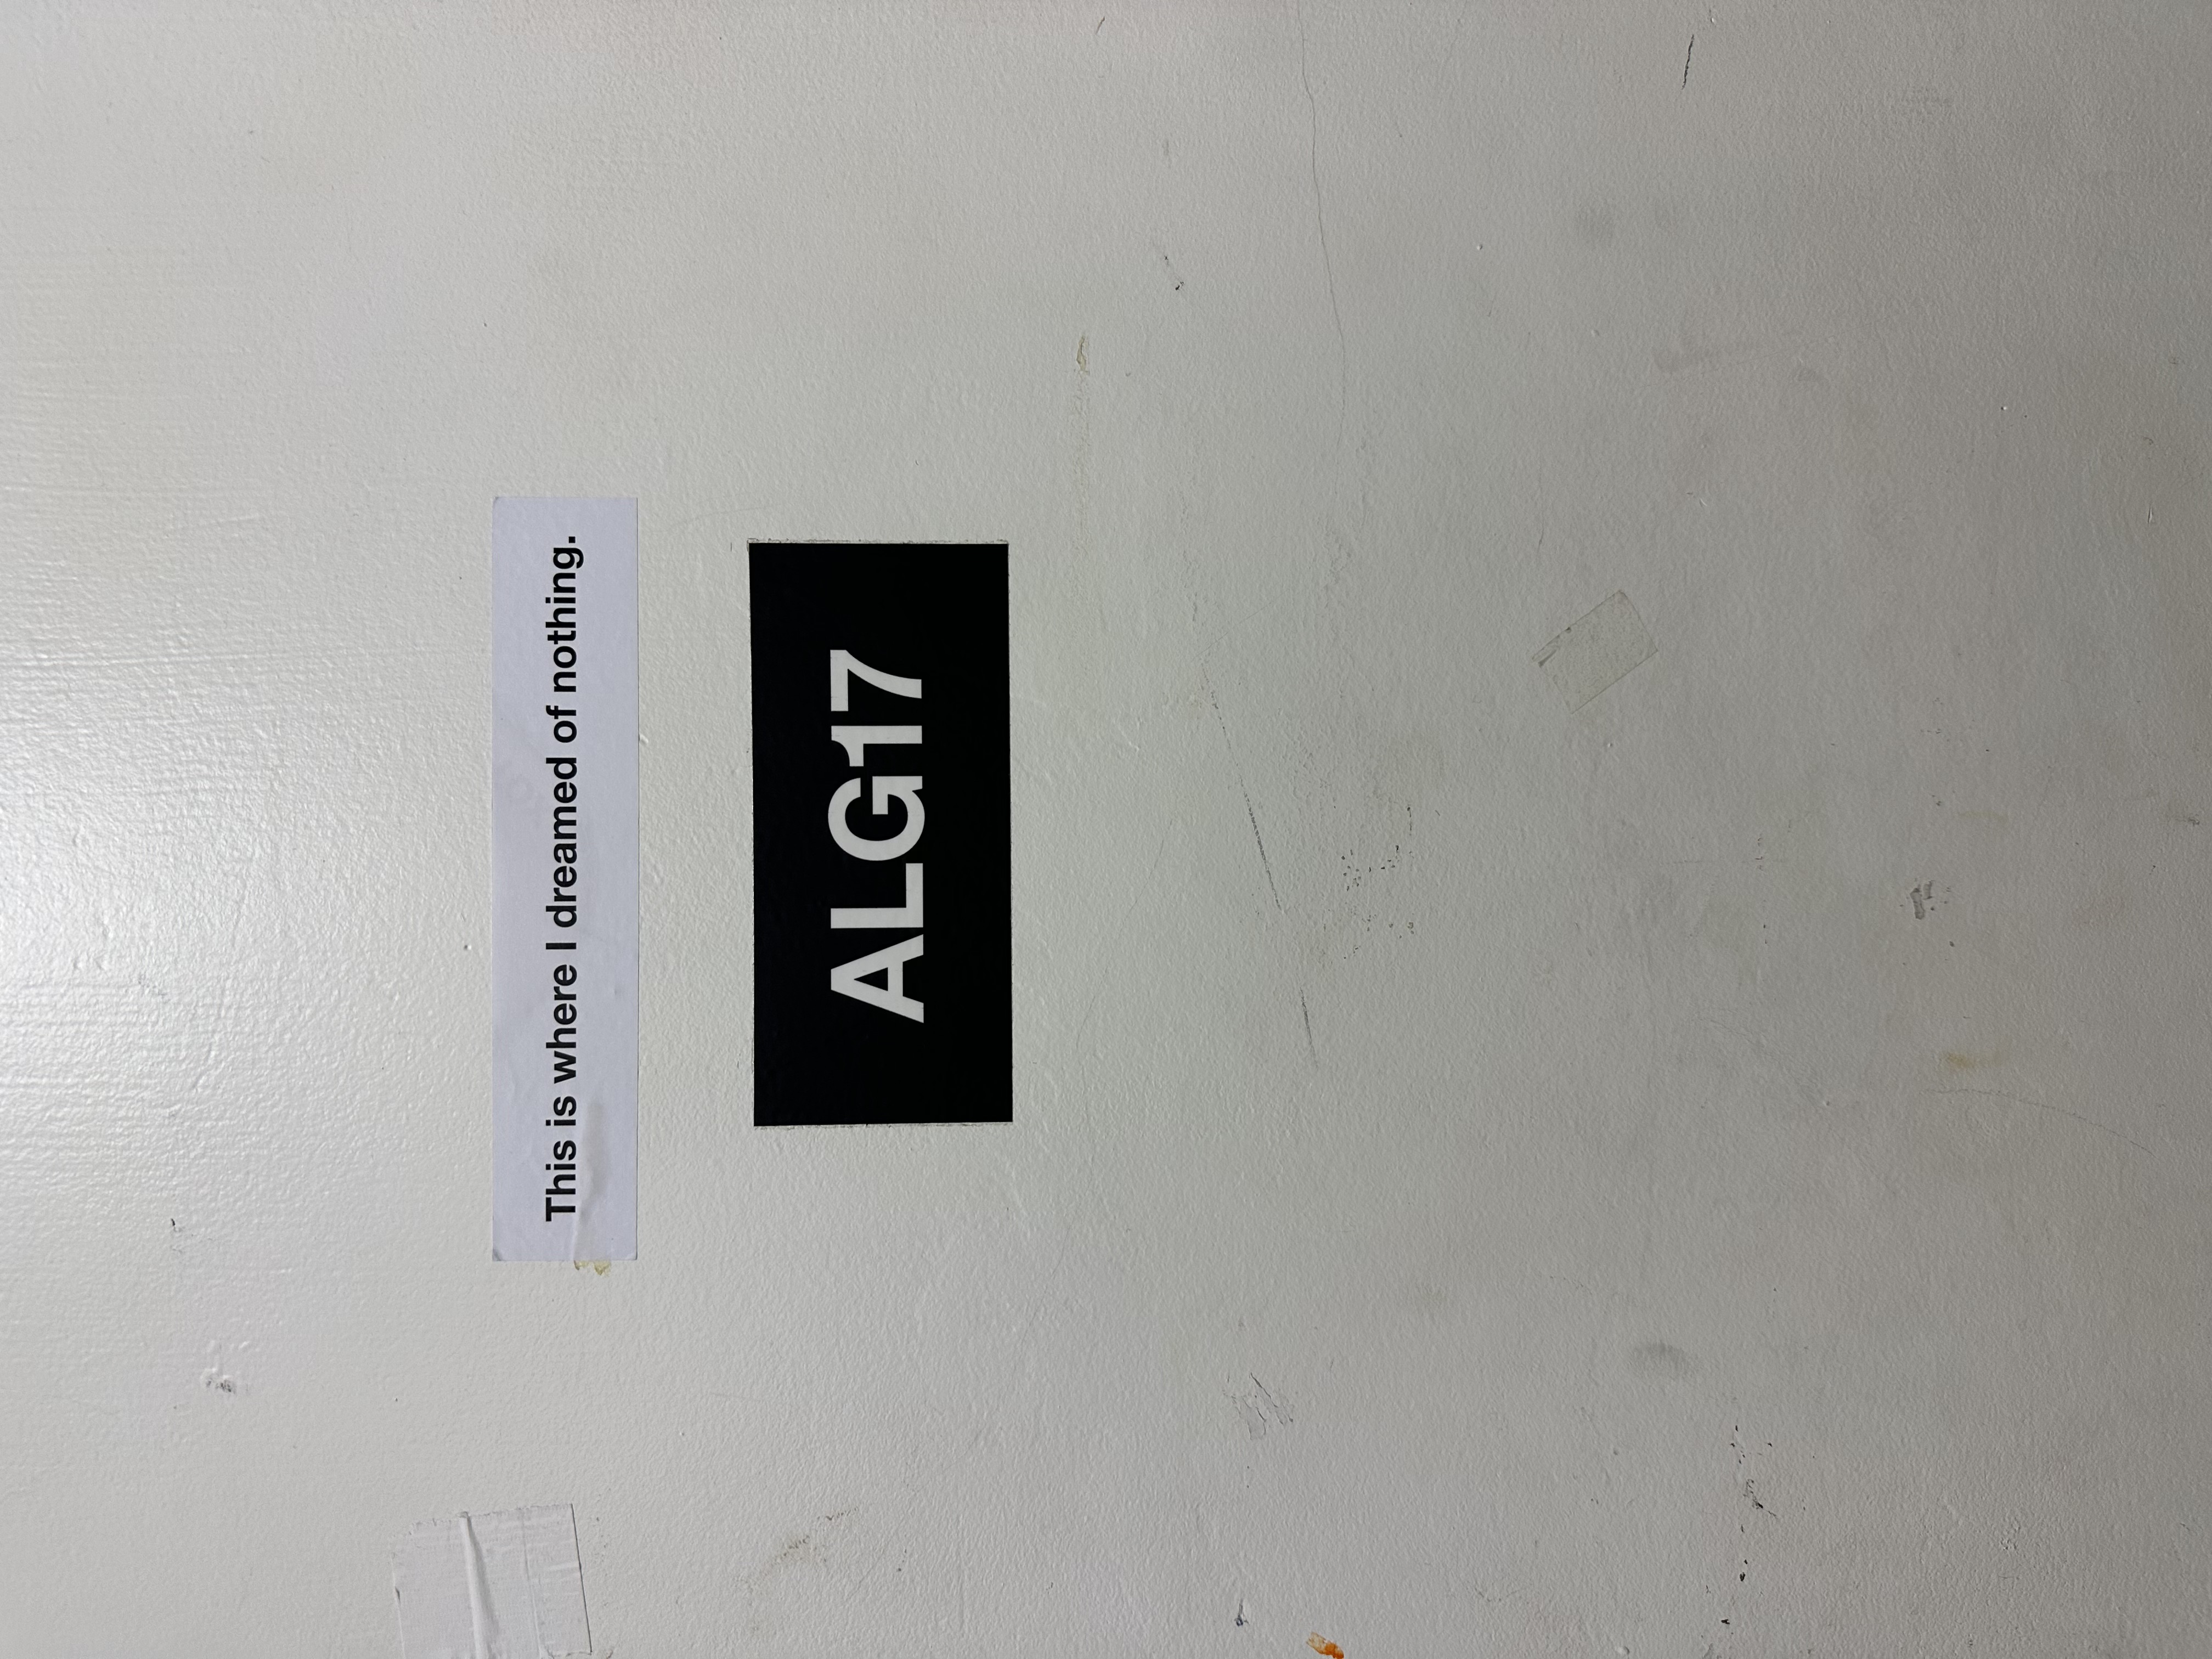 This is where I dreamed of nothing.
ALG17